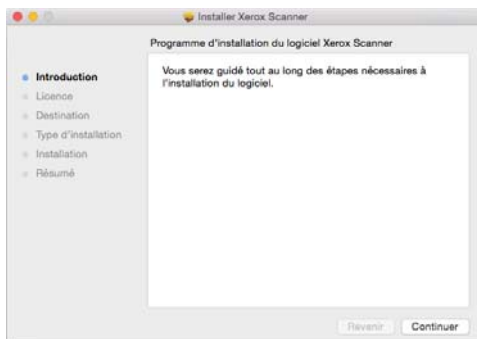 Installer Xerox Scanner
Programme d'installation du logiciel Xerox Scanner
Introduction
Licence
Destination
Type d'installation
Installation
Résumé
Vous serez guidé tout au long des étapes nécessaires à
l'installation du logiciel.
Revenir
Continuer